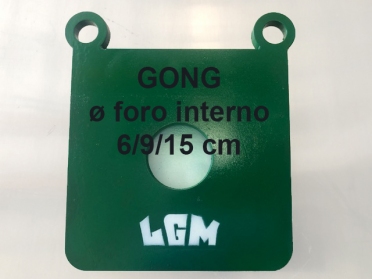 GONG
ø foro interno
6/9/15 cm
LGM